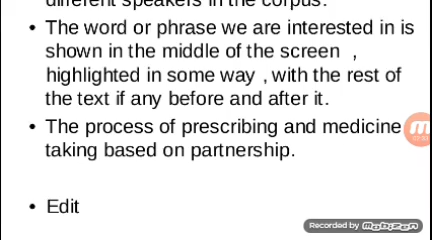 different speakers in the corpus.
• The word or phrase we are interested in is
shown in the middle of the screen ,
highlighted in some way , with the rest of
the text if any before and after it.
• The process of prescribing and medicine
taking based on partnership.
• Edit
Recorded by mobizen